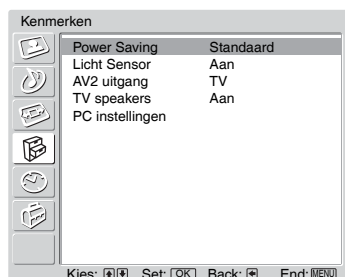 Kenmerken
Power Saving Standaard
Licht Sensor Aan
AV2 uitgang TV
TV speakers Aan
PC instellingen
Kies: Set: OK Back: End: MENU